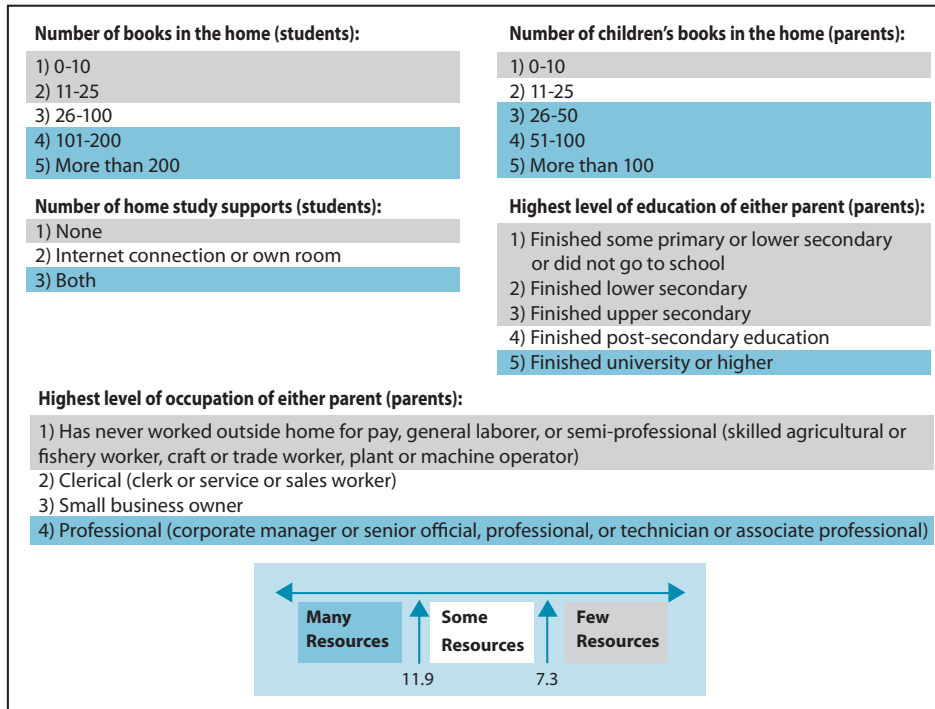 Number of books in the home (students):
1) 0-10
2) 11-25
3) 26-100
4) 101-200
5) More than 200
Number of children's books in the home (parents):
1) 0-10
2) 11-25
3) 26-50
4) 51-100
5) More than 100
Number of home study supports (students):
1) None
2) Internet connection or own room
3) Both
Highest level of education of either parent (parents):
1) Finished some primary or lower secondary
or did not go to school
2) Finished lower secondary
3) Finished upper secondary
4) Finished post-secondary education
5) Finished university or higher
Highest level of occupation of either parent (parents):
1) Has never worked outside home for pay, general laborer, or semi-professional (skilled agricultural or
fishery worker, craft or trade worker, plant or machine operator)
2) Clerical (clerk or service or sales worker)
3) Small business owner
4) Professional (corporate manager or senior official, professional, or technician or associate professional)
Many
Resources
Some
Resources
Few
Resources
11.9
7.3